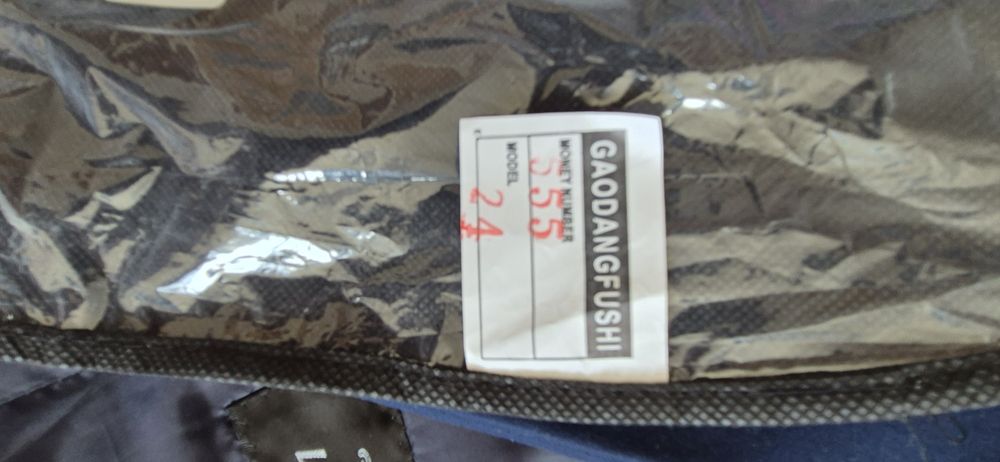 GAODANGFUSHI
MONEY NUMBER
555
MODEL
24
L